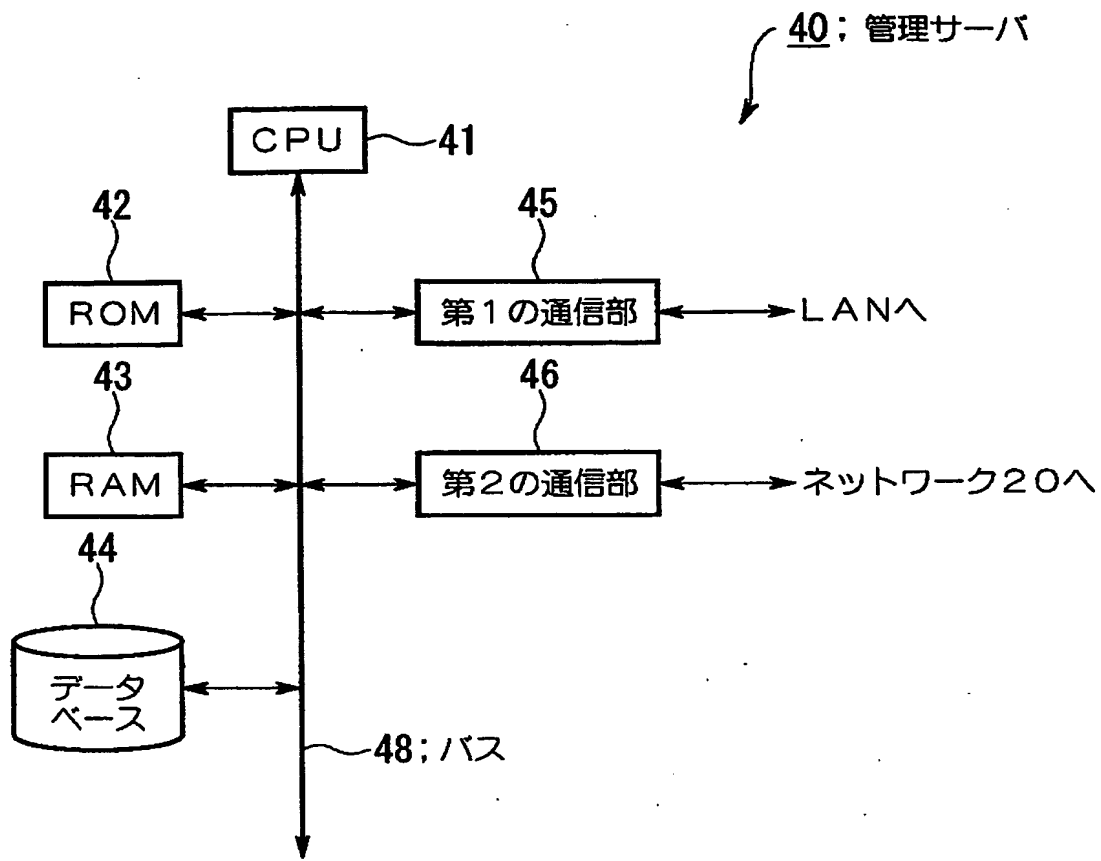 40；管理サーバ
CPU
41
42
45
ROM
第1の通信部
LANへ
43
46
RAM
第2の通信部
ネットワーク20へ
44
データ
ベース
48；バス